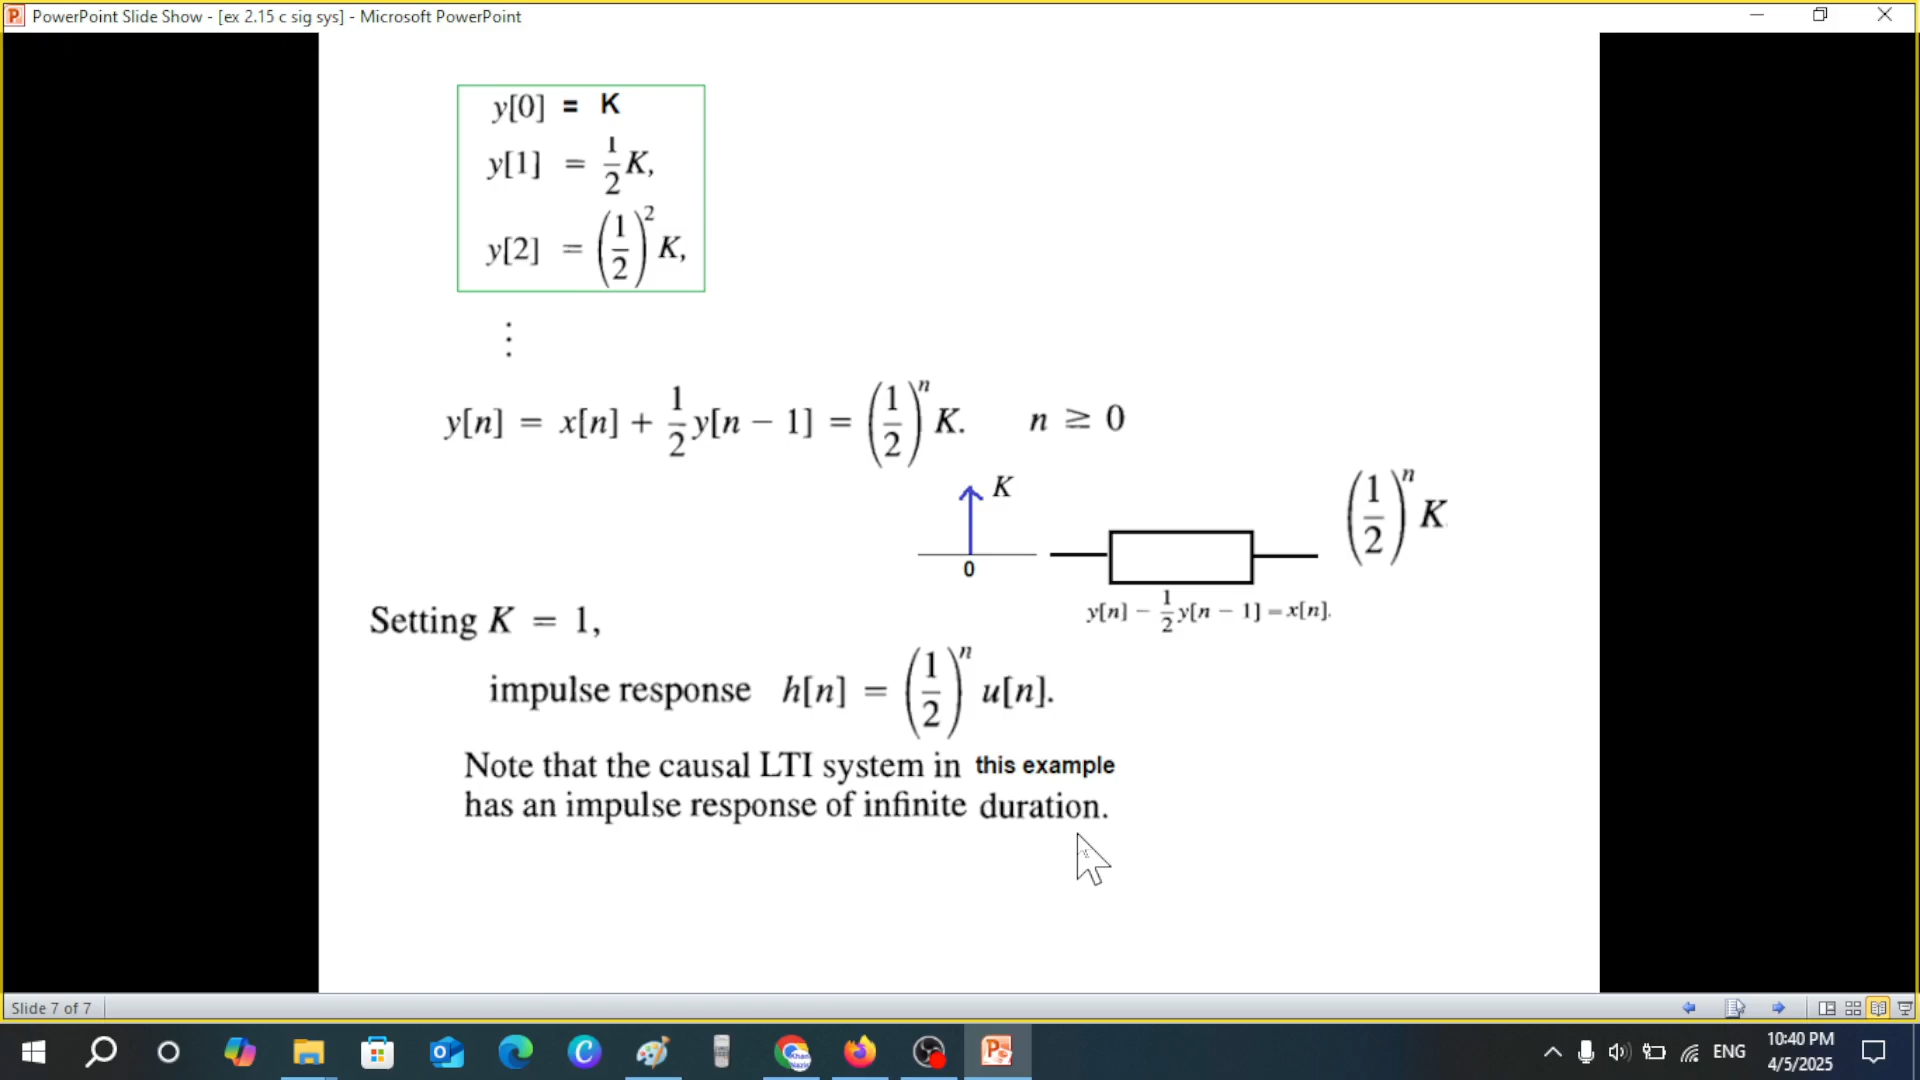 PowerPoint Slide Show - [ex 2.15 c sig sys] - Microsoft PowerPoint
y[0] = K
y[1] = 1/2 K,
y[2] = (1/2)^2 K,
⋮
y[n] = x[n] + 1/2 y[n − 1] = (1/2)^n K. n ≥ 0
K
(1/2)^n K
0
y[n] − 1/2 y[n − 1] = x[n].
Setting K = 1,
impulse response h[n] = (1/2)^n u[n].
Note that the causal LTI system in this example
has an impulse response of infinite duration.
Slide 7 of 7
ENG
10:40 PM
4/5/2025